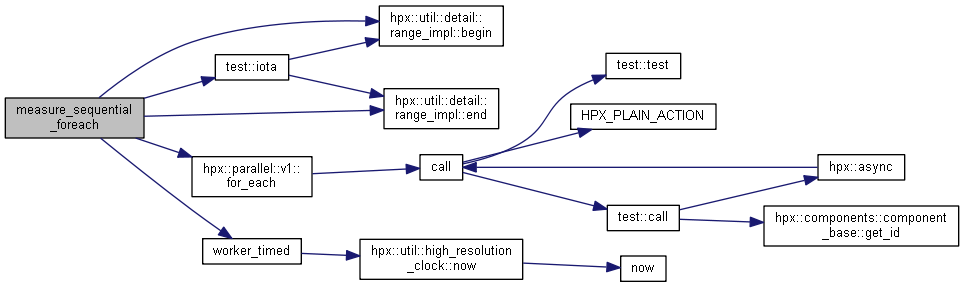 measure_sequential
_foreach
hpx::util::detail::
range_impl::begin
test::iota
hpx::util::detail::
range_impl::end
hpx::parallel::v1::
for_each
worker_timed
call
hpx::util::high_resolution
_clock::now
test::test
HPX_PLAIN_ACTION
test::call
now
hpx::async
hpx::components::component
_base::get_id